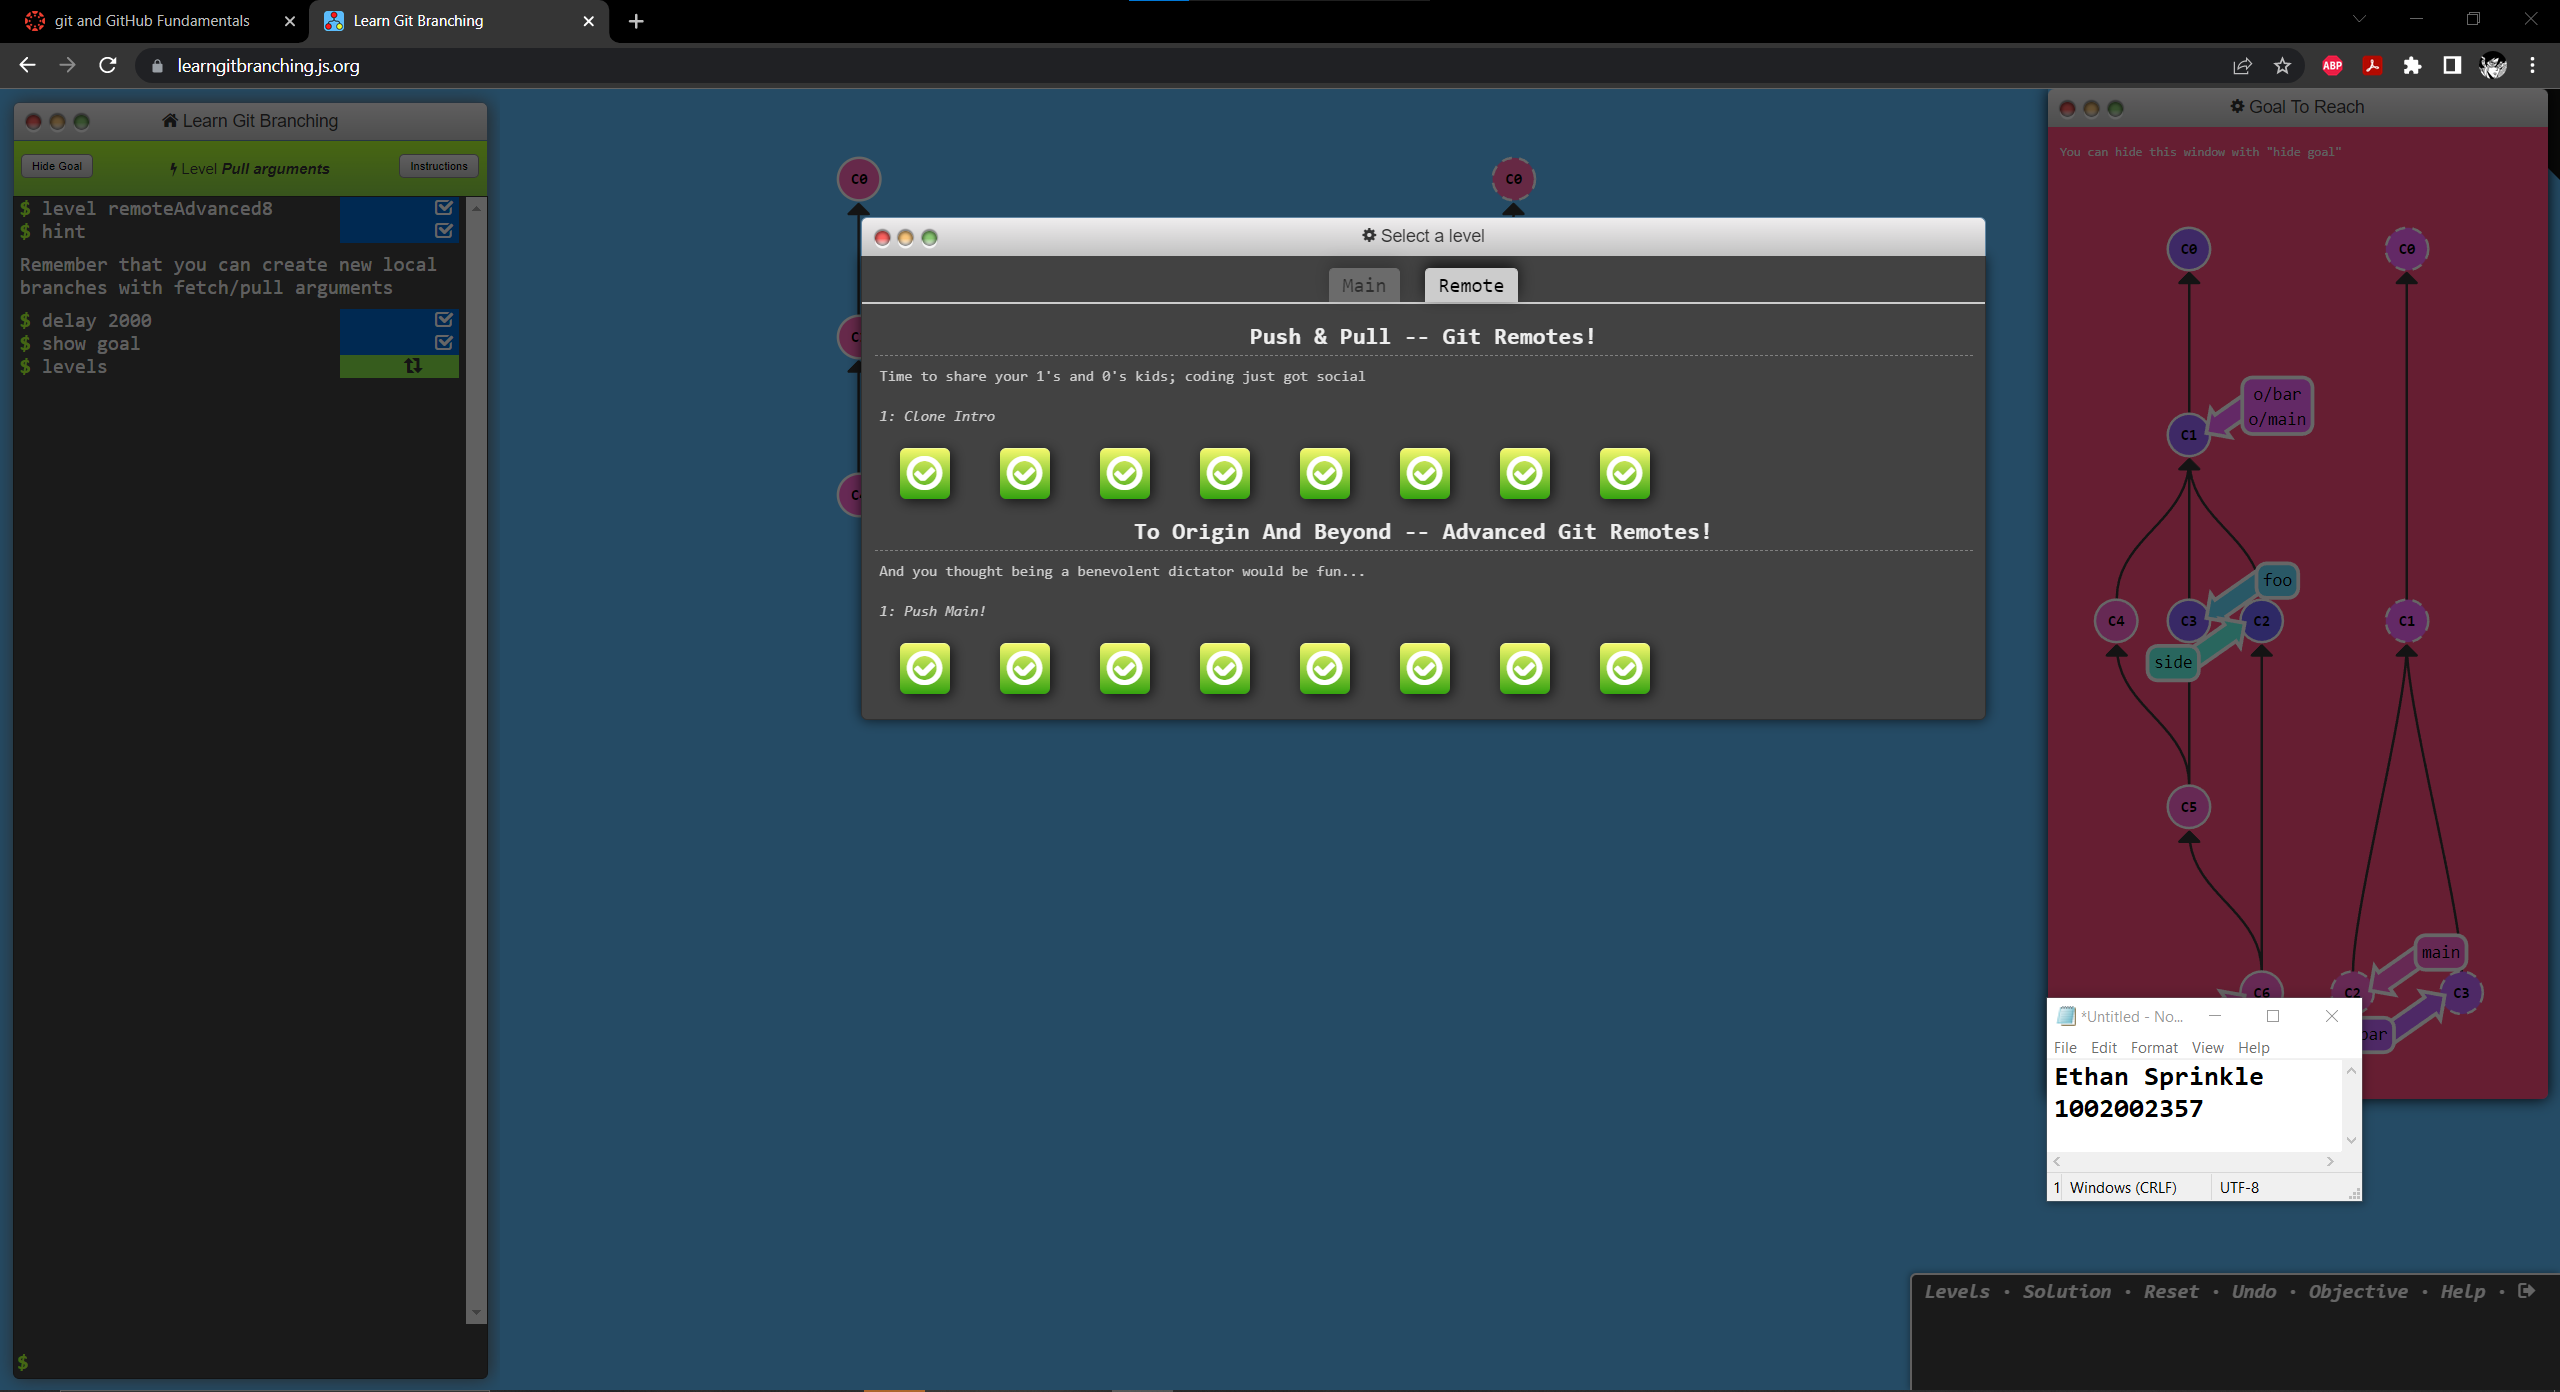 git and GitHub Fundamentals
Learn Git Branching
learngitbranching.js.org
ABP
Learn Git Branching
Hide Goal
Level Pull arguments
Instructions
$ level remoteAdvanced8
$ hint
Remember that you can create new local
branches with fetch/pull arguments
$ delay 2000
$ show goal
$ levels
$
C0
C0
Select a level
Main
Remote
Push & Pull -- Git Remotes!
Time to share your 1's and 0's kids; coding just got social
1: Clone Intro
To Origin And Beyond -- Advanced Git Remotes!
And you thought being a benevolent dictator would be fun...
1: Push Main!
Goal To Reach
You can hide this window with "hide goal"
C0
C0
o/bar
o/main
C1
foo
C4
C3
C2
C1
side
C5
main
C6
C2
C3
bar
*Untitled - No...
File Edit Format View Help
Ethan Sprinkle
1002002357
1 Windows (CRLF) UTF-8
Levels · Solution · Reset · Undo · Objective · Help ·